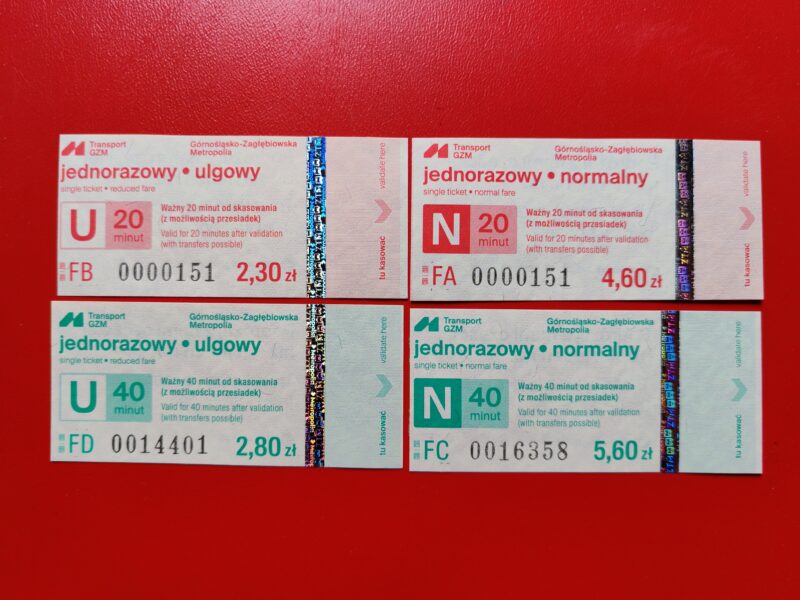 Transport GZM
Górnośląsko-Zagłębiowska Metropolia
jednorazowy • ulgowy
single ticket • reduced fare
U 20 minut
Ważny 20 minut od skasowania
(z możliwością przesiadek)
Valid for 20 minutes after validation
(with transfers possible)
FB 0000151 2,30 zł
validate here
tu kasować
Transport GZM
Górnośląsko-Zagłębiowska Metropolia
jednorazowy • normalny
single ticket • normal fare
N 20 minut
Ważny 20 minut od skasowania
(z możliwością przesiadek)
Valid for 20 minutes after validation
(with transfers possible)
FA 0000151 4,60 zł
validate here
tu kasować
Transport GZM
Górnośląsko-Zagłębiowska Metropolia
jednorazowy • ulgowy
single ticket • reduced fare
U 40 minut
Ważny 40 minut od skasowania
(z możliwością przesiadek)
Valid for 40 minutes after validation
(with transfers possible)
FD 0014401 2,80 zł
validate here
tu kasować
Transport GZM
Górnośląsko-Zagłębiowska Metropolia
jednorazowy • normalny
single ticket • normal fare
N 40 minut
Ważny 40 minut od skasowania
(z możliwością przesiadek)
Valid for 40 minutes after validation
(with transfers possible)
FC 0016358 5,60 zł
validate here
tu kasować